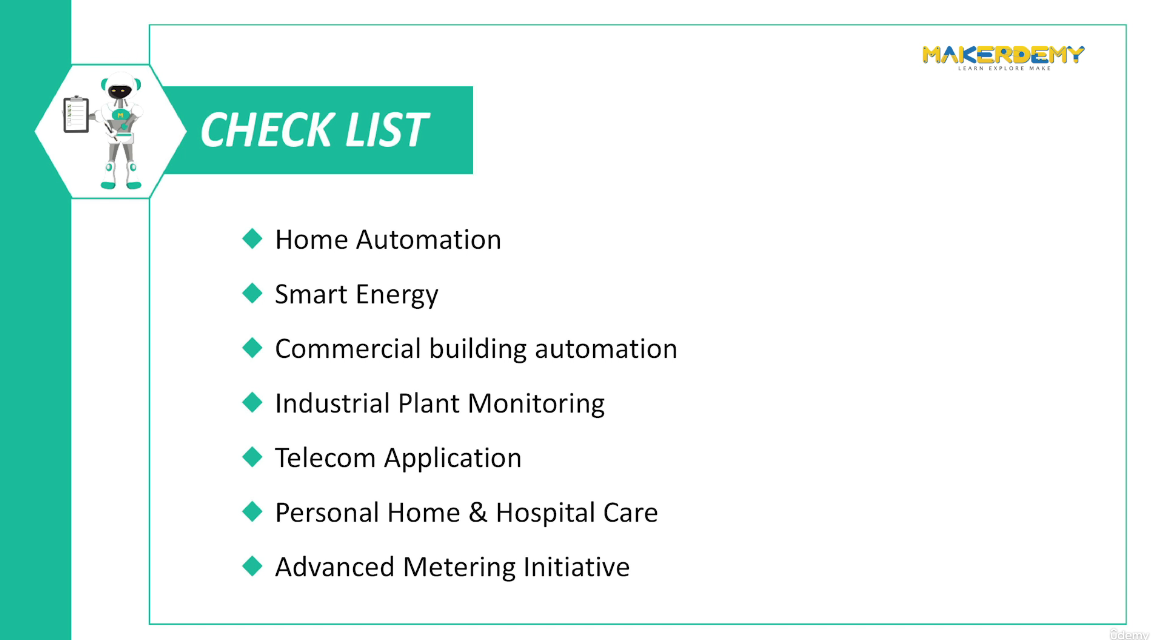 MAKERDEMY
LEARN EXPLORE MAKE
CHECK LIST
Home Automation
Smart Energy
Commercial building automation
Industrial Plant Monitoring
Telecom Application
Personal Home & Hospital Care
Advanced Metering Initiative
ûdemy